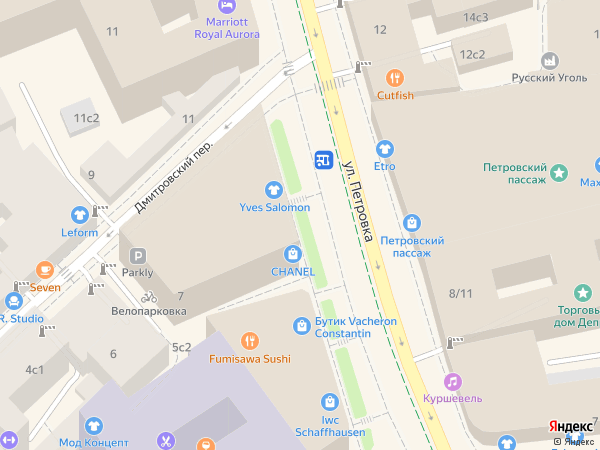 Marriott
Royal Aurora
14с3
12
12с2
Русский Уголь
Cutfish
11с2
11
Дмитровский пер.
ул. Петровка
Etro
Петровский
пассаж
Max
9
Yves Salomon
Leform
Петровский
пассаж
Parkly
CHANEL
Seven
7
8/11
Велопарковка
Торговы
дом Деп
R. Studio
Бутик Vacheron
Constantin
6
5с2
Fumisawa Sushi
4с1
Куршевель
Iwc
Schaffhausen
Мод Концепт
7
Яндекс